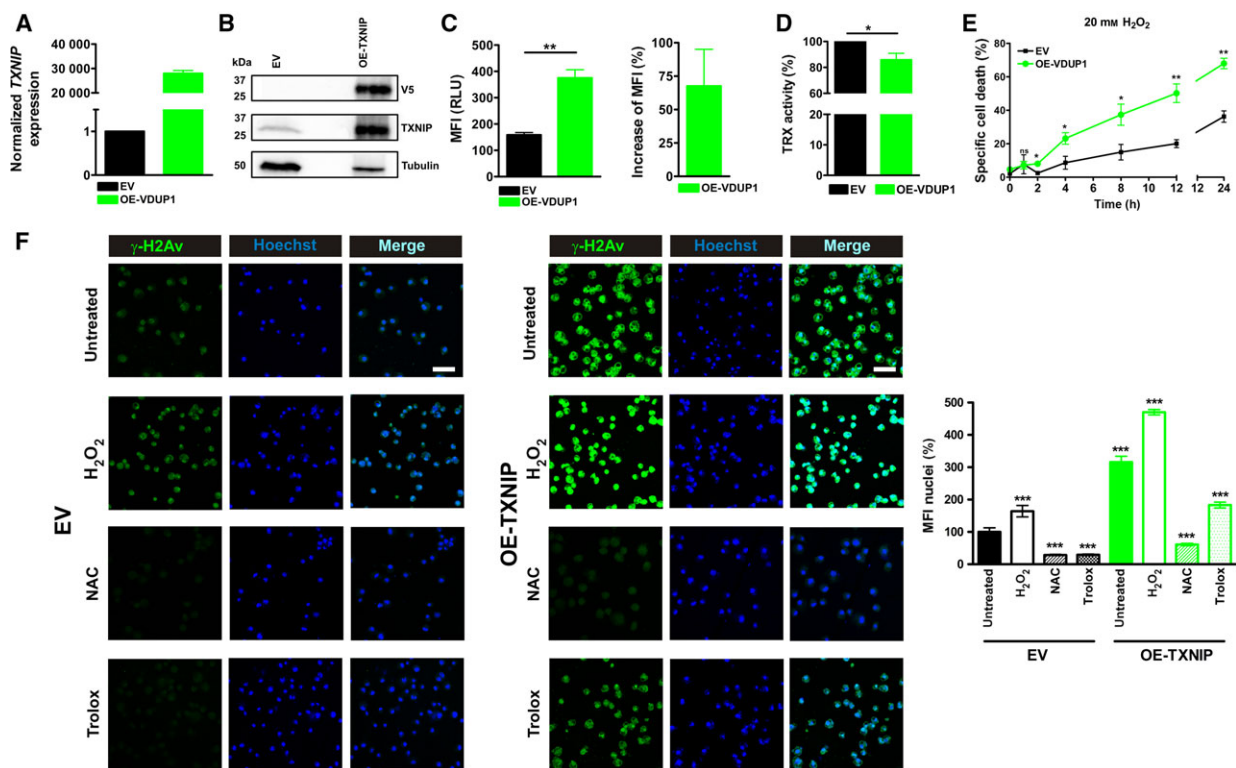 A
Normalized TXNIP
expression
40 000
30 000
20 000
1
0
EV
OE-VDUP1
B
EV
OE-TXNIP
kDa
37
25
V5
37
25
TXNIP
50
Tubulin
C
MFI (RLU)
500
400
300
200
100
0
**
EV
OE-VDUP1
Increase of MFI (%)
100
80
60
40
20
0
OE-VDUP1
D
TRX activity (%)
100
80
60
20
10
0
*
EV
OE-VDUP1
E
20 mM H2O2
EV
OE-VDUP1
Specific cell death (%)
80
70
60
50
40
30
20
10
0
ns
*
*
*
**
**
0 2 4 6 8 10 12 12 24
Time (h)
F
γ-H2Av Hoechst Merge
Untreated
H2O2
NAC
Trolox
EV
γ-H2Av Hoechst Merge
Untreated
H2O2
NAC
Trolox
OE-TXNIP
MFI nuclei (%)
500
400
300
200
100
0
***
***
***
***
***
***
***
Untreated
H2O2
NAC
Trolox
Untreated
H2O2
NAC
Trolox
EV
OE-TXNIP